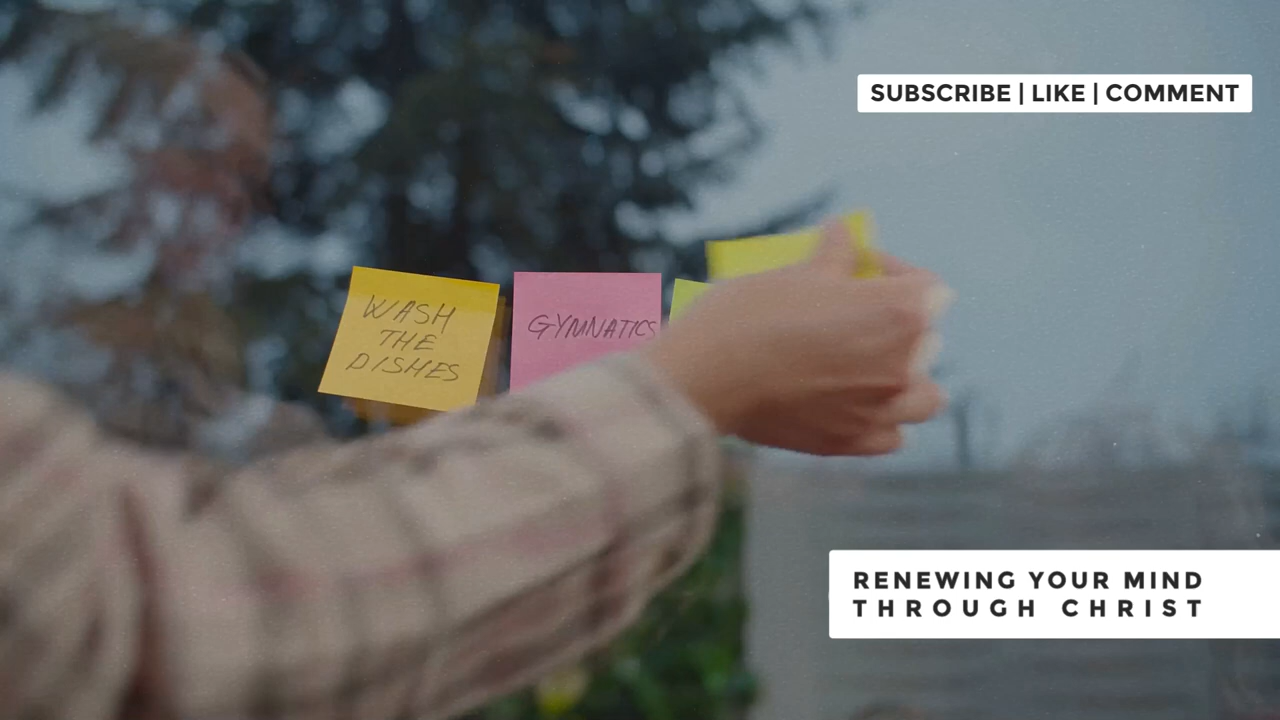 SUBSCRIBE | LIKE | COMMENT
WASH
THE
DISHES
GYMNATICS
RENEWING YOUR MIND
THROUGH CHRIST